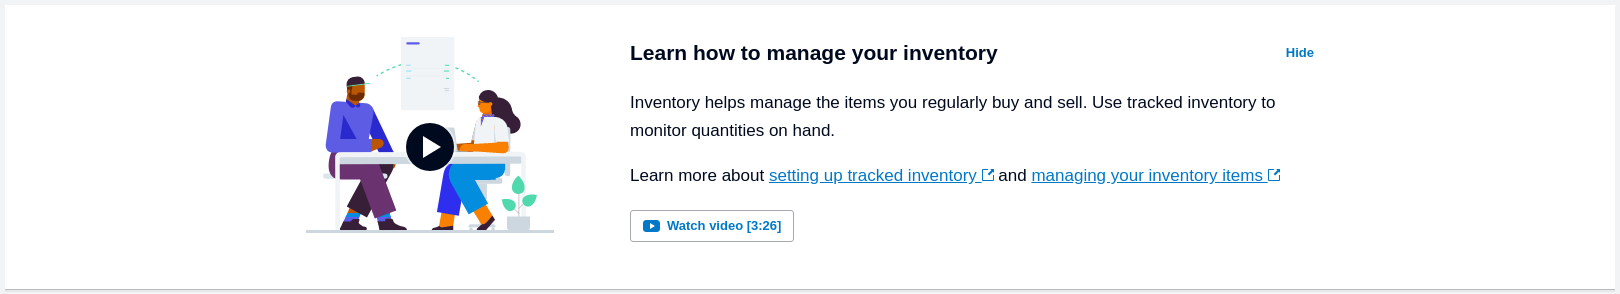 Learn how to manage your inventory
Hide
Inventory helps manage the items you regularly buy and sell. Use tracked inventory to
monitor quantities on hand.
Learn more about setting up tracked inventory and managing your inventory items
Watch video [3:26]